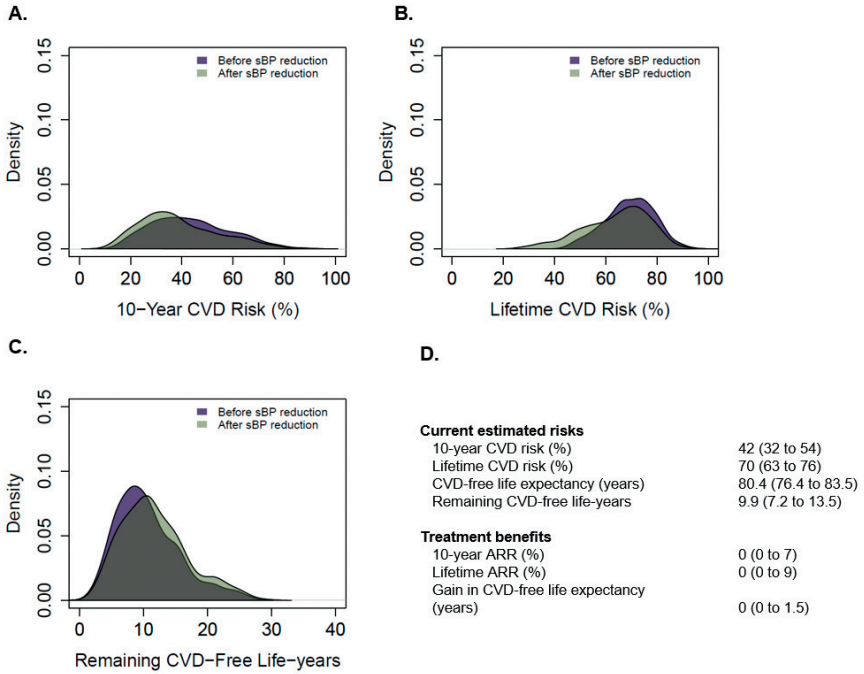 A.
0.15
0.10
0.05
0.00
Density
Before sBP reduction
After sBP reduction
0 20 40 60 80 100
10−Year CVD Risk (%)
B.
0.15
0.10
0.05
0.00
Density
Before sBP reduction
After sBP reduction
0 20 40 60 80 100
Lifetime CVD Risk (%)
C.
0.15
0.10
0.05
0.00
Density
Before sBP reduction
After sBP reduction
0 10 20 30 40
Remaining CVD−Free Life−years
D.
Current estimated risks
10-year CVD risk (%) 42 (32 to 54)
Lifetime CVD risk (%) 70 (63 to 76)
CVD-free life expectancy (years) 80.4 (76.4 to 83.5)
Remaining CVD-free life-years 9.9 (7.2 to 13.5)
Treatment benefits
10-year ARR (%) 0 (0 to 7)
Lifetime ARR (%) 0 (0 to 9)
Gain in CVD-free life expectancy
(years) 0 (0 to 1.5)